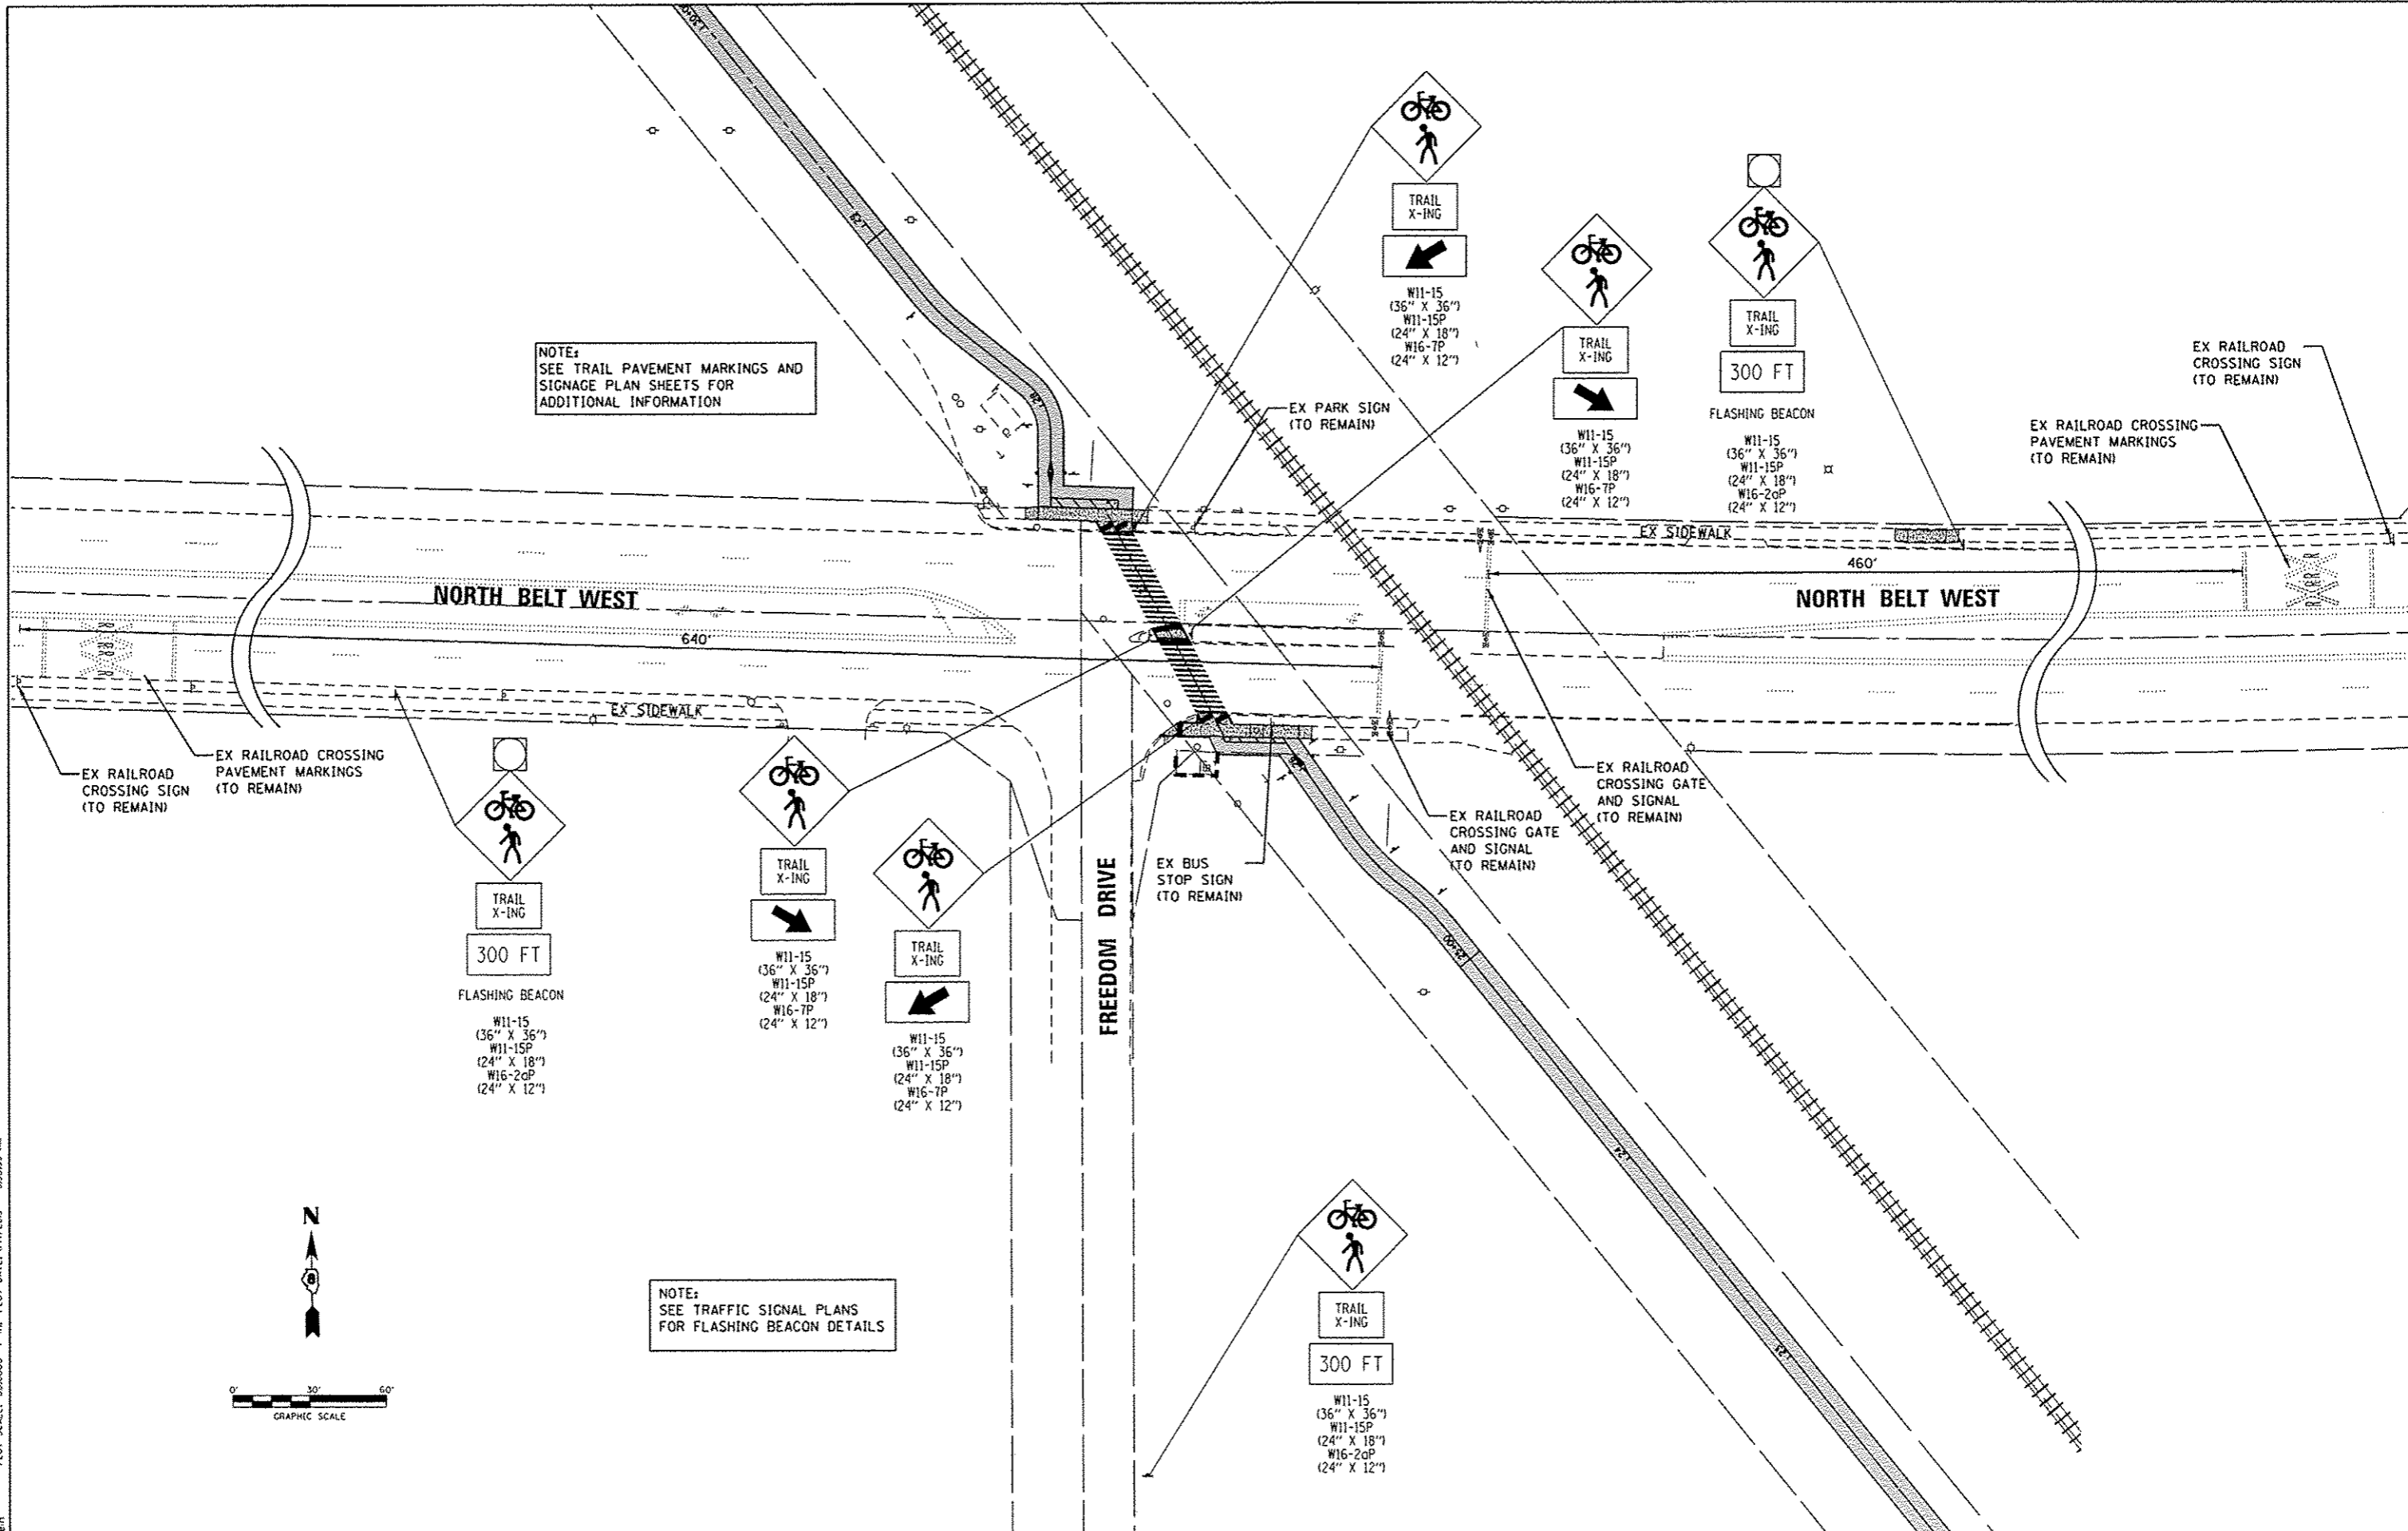 TRAIL
X-ING
W11-15
(36" X 36")
W11-15P
(24" X 18")
W16-7P
(24" X 12")
TRAIL
X-ING
W11-15
(36" X 36")
W11-15P
(24" X 18")
W16-7P
(24" X 12")
TRAIL
X-ING
300 FT
FLASHING BEACON
W11-15
(36" X 36")
W11-15P
(24" X 18")
W16-2aP
(24" X 12")
NOTE:
SEE TRAIL PAVEMENT MARKINGS AND
SIGNAGE PLAN SHEETS FOR
ADDITIONAL INFORMATION
EX PARK SIGN
(TO REMAIN)
EX RAILROAD
CROSSING SIGN
(TO REMAIN)
EX RAILROAD CROSSING
PAVEMENT MARKINGS
(TO REMAIN)
EX SIDEWALK
460'
NORTH BELT WEST
NORTH BELT WEST
640'
EX SIDEWALK
EX RAILROAD
CROSSING SIGN
(TO REMAIN)
EX RAILROAD CROSSING
PAVEMENT MARKINGS
(TO REMAIN)
TRAIL
X-ING
300 FT
FLASHING BEACON
W11-15
(36" X 36")
W11-15P
(24" X 18")
W16-2aP
(24" X 12")
TRAIL
X-ING
W11-15
(36" X 36")
W11-15P
(24" X 18")
W16-7P
(24" X 12")
TRAIL
X-ING
W11-15
(36" X 36")
W11-15P
(24" X 18")
W16-7P
(24" X 12")
FREEDOM DRIVE
EX BUS
STOP SIGN
(TO REMAIN)
EX RAILROAD
CROSSING GATE
AND SIGNAL
(TO REMAIN)
EX RAILROAD
CROSSING GATE
AND SIGNAL
(TO REMAIN)
25+00
N
8
0' 30' 60'
GRAPHIC SCALE
NOTE:
SEE TRAFFIC SIGNAL PLANS
FOR FLASHING BEACON DETAILS
TRAIL
X-ING
300 FT
W11-15
(36" X 36")
W11-15P
(24" X 18")
W16-2aP
(24" X 12")